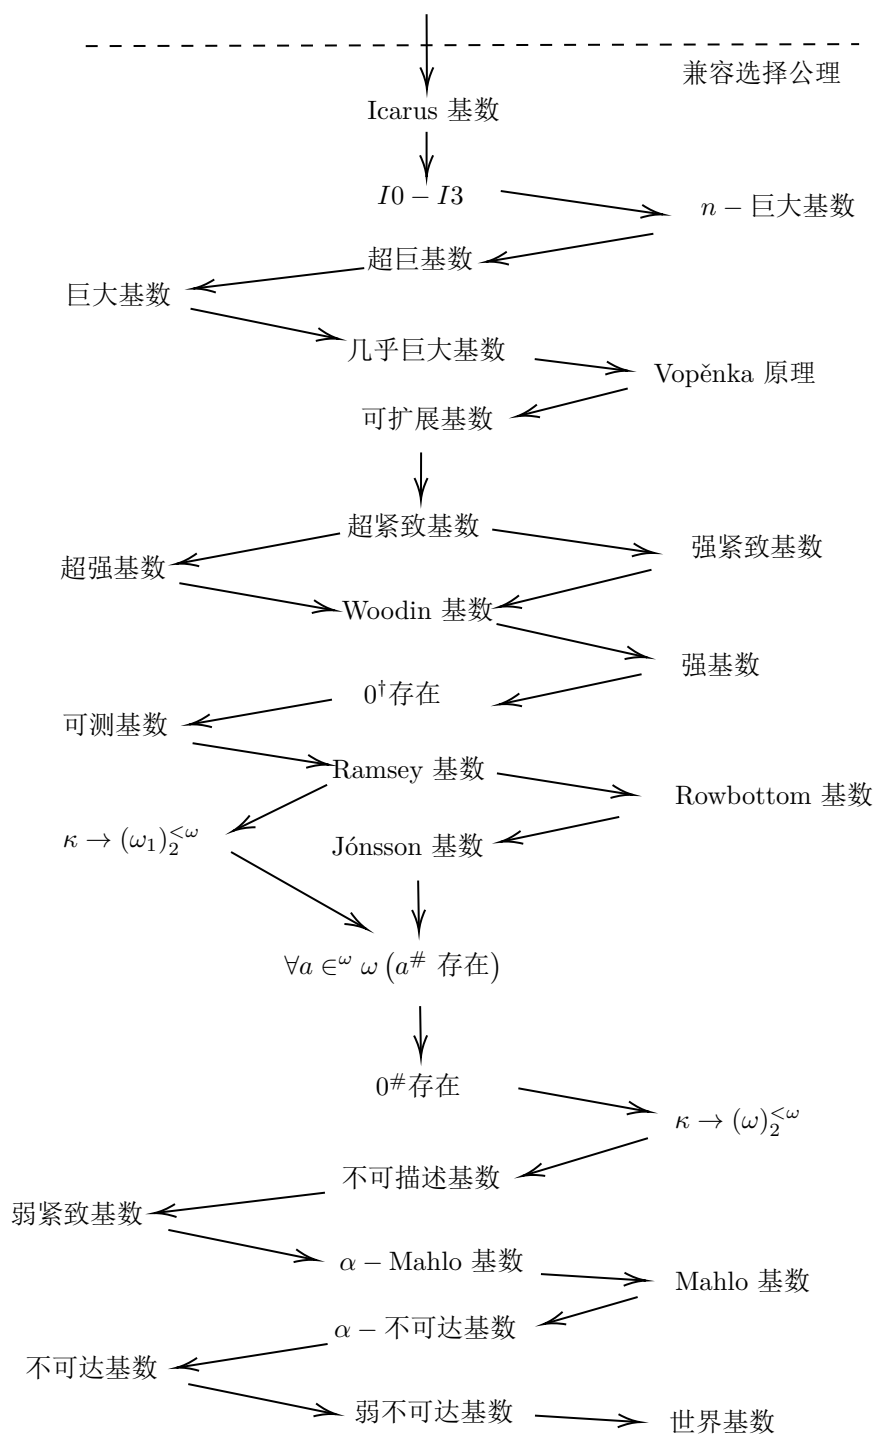 兼容选择公理
Icarus 基数
I0 − I3
n − 巨大基数
超巨基数
巨大基数
几乎巨大基数
Vopěnka 原理
可扩展基数
超紧致基数
强紧致基数
超强基数
Woodin 基数
强基数
0†存在
可测基数
Ramsey 基数
Rowbottom 基数
κ → (ω₁)₂^{<ω}
Jónsson 基数
∀a ∈^ω ω (a^# 存在)
0^#存在
κ → (ω)₂^{<ω}
不可描述基数
弱紧致基数
α − Mahlo 基数
Mahlo 基数
α − 不可达基数
不可达基数
弱不可达基数
世界基数